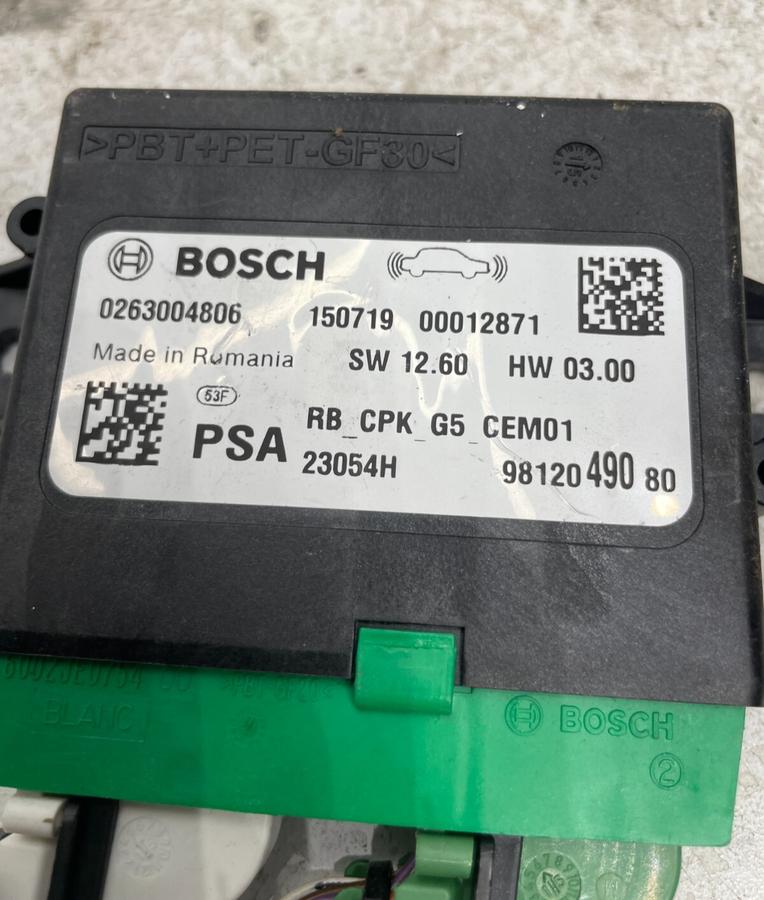 >PBT+PET-GF30<
BOSCH
0263004806 150719 00012871
Made in Rumania SW 12.60 HW 03.00
53F
RB_CPK_G5_CEM01
PSA 23054H 98120 490 80
BLANC
BOSCH
2